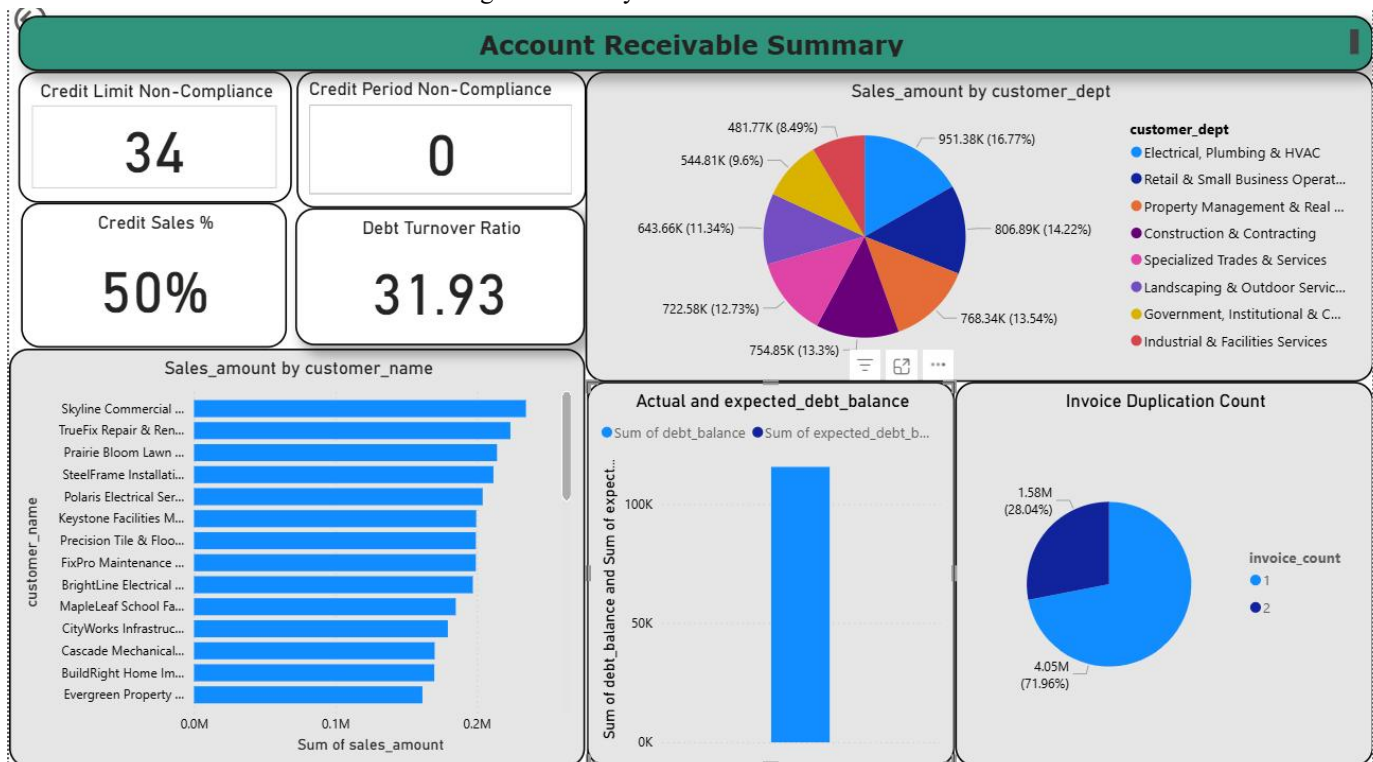 Account Receivable Summary
Credit Limit Non-Compliance
34
Credit Period Non-Compliance
0
Credit Sales %
50%
Debt Turnover Ratio
31.93
Sales_amount by customer_dept
951.38K (16.77%)
806.89K (14.22%)
768.34K (13.54%)
754.85K (13.3%)
722.58K (12.73%)
643.66K (11.34%)
544.81K (9.6%)
481.77K (8.49%)
customer_dept
Electrical, Plumbing & HVAC
Retail & Small Business Operat...
Property Management & Real ...
Construction & Contracting
Specialized Trades & Services
Landscaping & Outdoor Servic...
Government, Institutional & C...
Industrial & Facilities Services
Sales_amount by customer_name
customer_name
Skyline Commercial ...
TrueFix Repair & Ren...
Prairie Bloom Lawn ...
SteelFrame Installati...
Polaris Electrical Ser...
Keystone Facilities M...
Precision Tile & Floo...
FixPro Maintenance ...
BrightLine Electrical ...
MapleLeaf School Fa...
CityWorks Infrastruc...
Cascade Mechanical...
BuildRight Home Im...
Evergreen Property ...
0.0M 0.1M 0.2M
Sum of sales_amount
Actual and expected_debt_balance
Sum of debt_balance Sum of expected_debt_b...
Sum of debt_balance and Sum of expect...
100K
50K
0K
Invoice Duplication Count
1.58M
(28.04%)
4.05M
(71.96%)
invoice_count
1
2